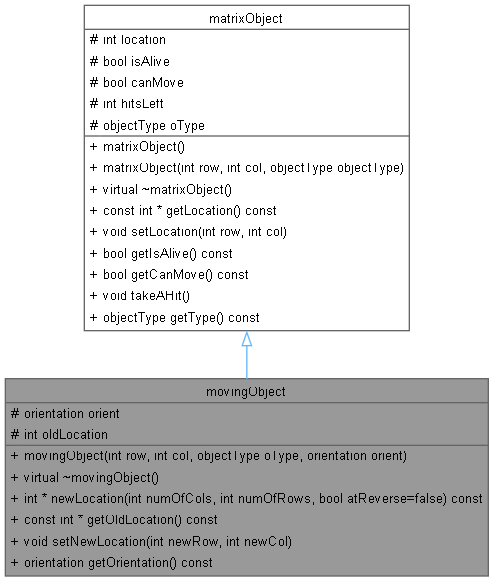 matrixObject
# int location
# bool isAlive
# bool canMove
# int hitsLeft
# objectType oType
+ matrixObject()
+ matrixObject(int row, int col, objectType objectType)
+ virtual ~matrixObject()
+ const int * getLocation() const
+ void setLocation(int row, int col)
+ bool getIsAlive() const
+ bool getCanMove() const
+ void takeAHit()
+ objectType getType() const
movingObject
# orientation orient
# int oldLocation
+ movingObject(int row, int col, objectType oType, orientation orient)
+ virtual ~movingObject()
+ int * newLocation(int numOfCols, int numOfRows, bool atReverse=false) const
+ const int * getOldLocation() const
+ void setNewLocation(int newRow, int newCol)
+ orientation getOrientation() const